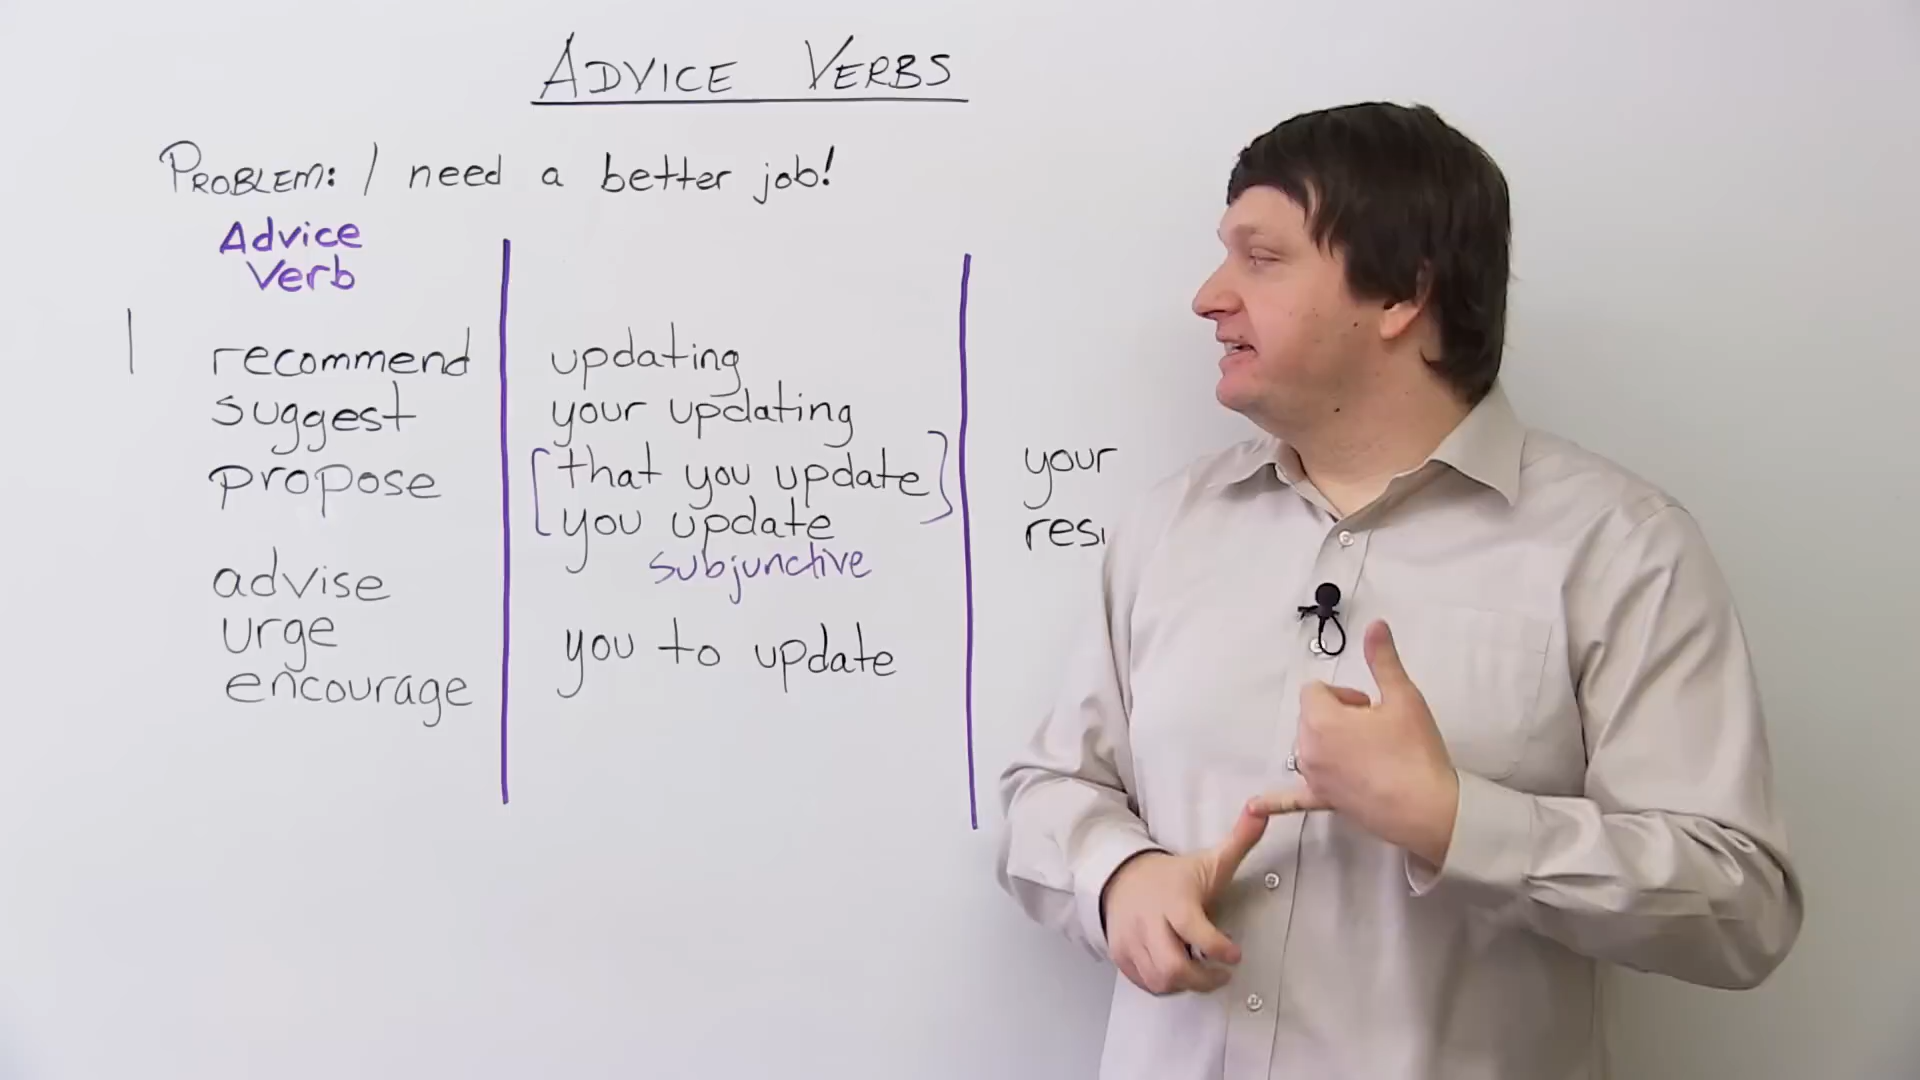 ADVICE VERBS
PROBLEM: I need a better job!
Advice
Verb
I
recommend
suggest
propose
advise
urge
encourage
updating
your updating
[that you update]
[you update
subjunctive
you to update
your